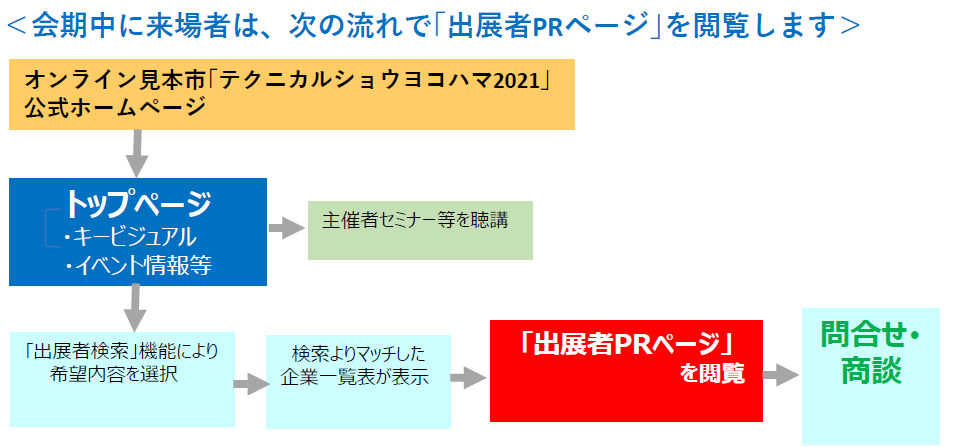 ＜会期中に来場者は、次の流れで「出展者PRページ」を閲覧します＞
オンライン見本市「テクニカルショウヨコハマ2021」
公式ホームページ
トップページ
・キービジュアル
・イベント情報等
主催者セミナー等を聴講
「出展者検索」機能により
希望内容を選択
検索よりマッチした
企業一覧表が表示
「出展者PRページ」
を閲覧
問合せ・
商談